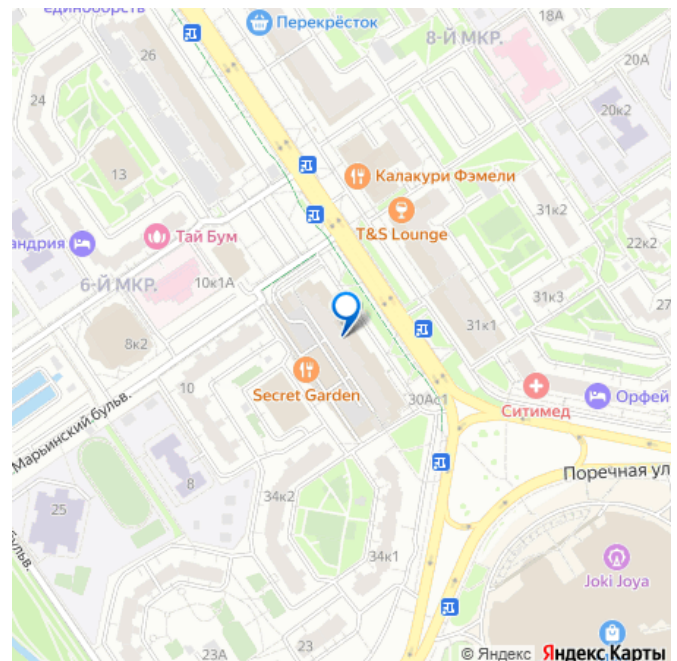 единоборств
Перекрёсток
8-Й МКР.
18А
20А
26
24
20к2
13
Калакури Фэмели
T&S Lounge
31к2
22к2
андрия
Тай Бум
6-Й МКР.
10к1А
31к3
27
31к1
8к2
10
Secret Garden
30Ас1
Ситимед
Орфей
Марьинский бульв.
Поречная ул
8
25
34к2
бульв.
34к1
Joki Joya
23А
© Яндекс Яндекс Карты